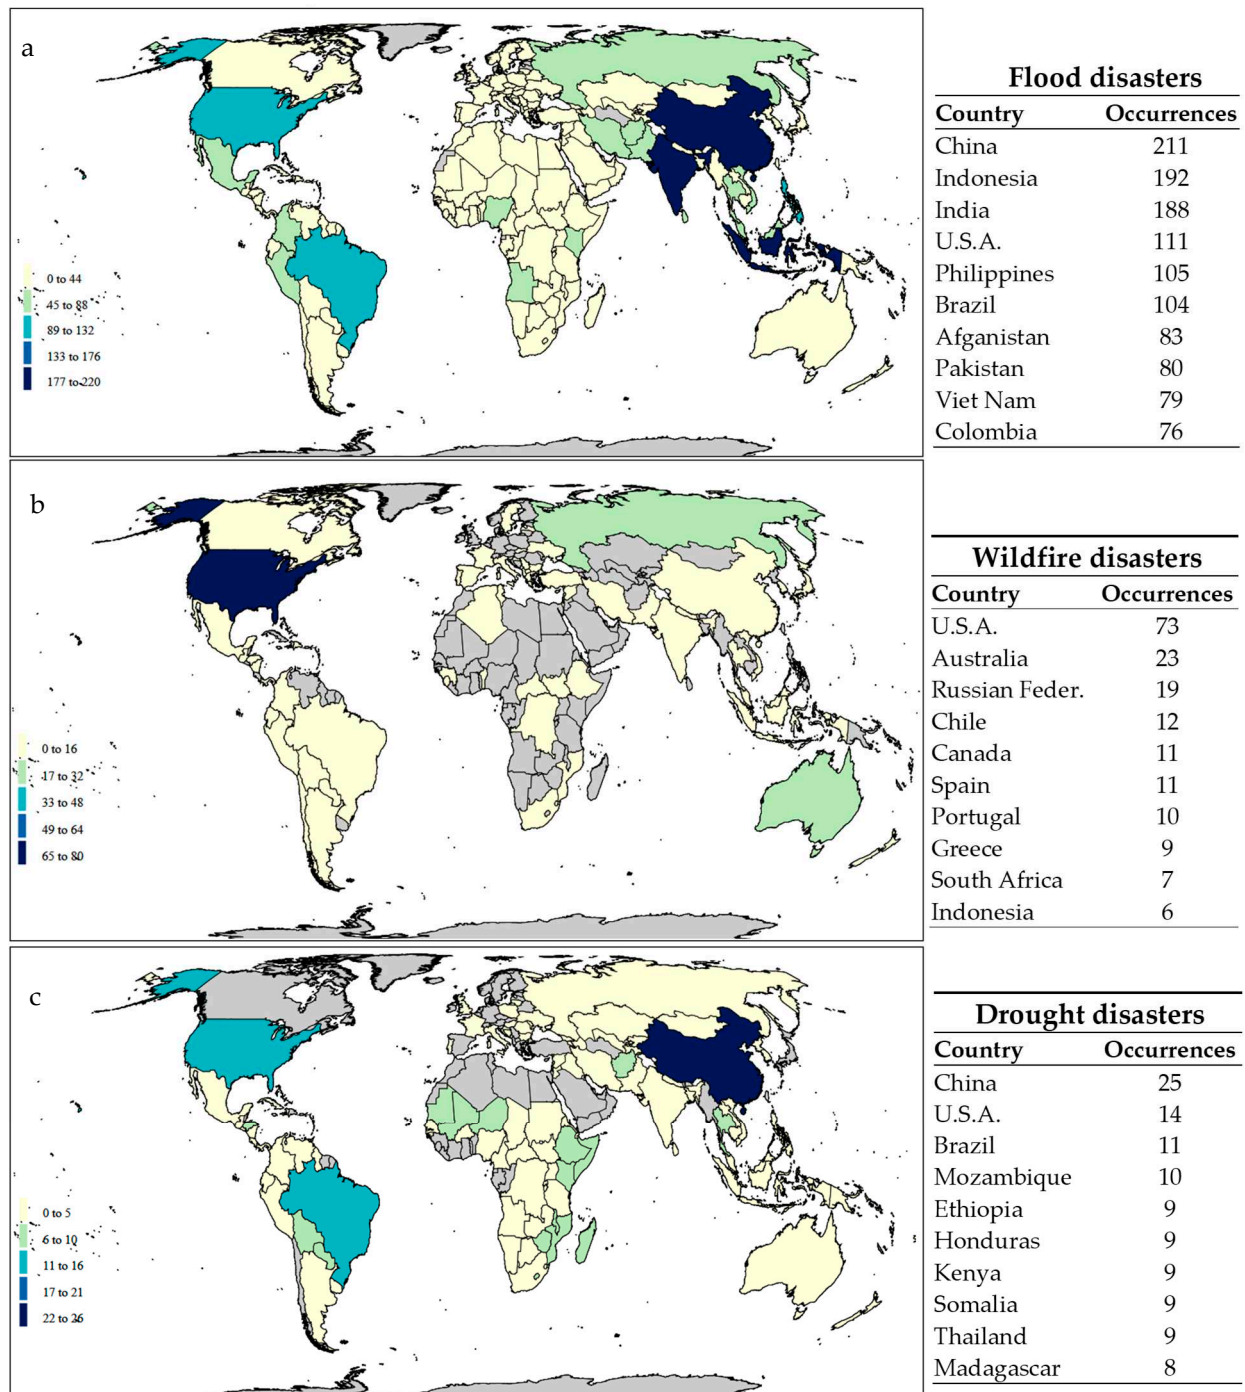 a
0 to 44
45 to 88
89 to 132
133 to 176
177 to 220
Flood disasters
Country Occurrences
China 211
Indonesia 192
India 188
U.S.A. 111
Philippines 105
Brazil 104
Afganistan 83
Pakistan 80
Viet Nam 79
Colombia 76
b
0 to 16
17 to 32
33 to 48
49 to 64
65 to 80
Wildfire disasters
Country Occurrences
U.S.A. 73
Australia 23
Russian Feder. 19
Chile 12
Canada 11
Spain 11
Portugal 10
Greece 9
South Africa 7
Indonesia 6
c
0 to 5
6 to 10
11 to 16
17 to 21
22 to 26
Drought disasters
Country Occurrences
China 25
U.S.A. 14
Brazil 11
Mozambique 10
Ethiopia 9
Honduras 9
Kenya 9
Somalia 9
Thailand 9
Madagascar 8